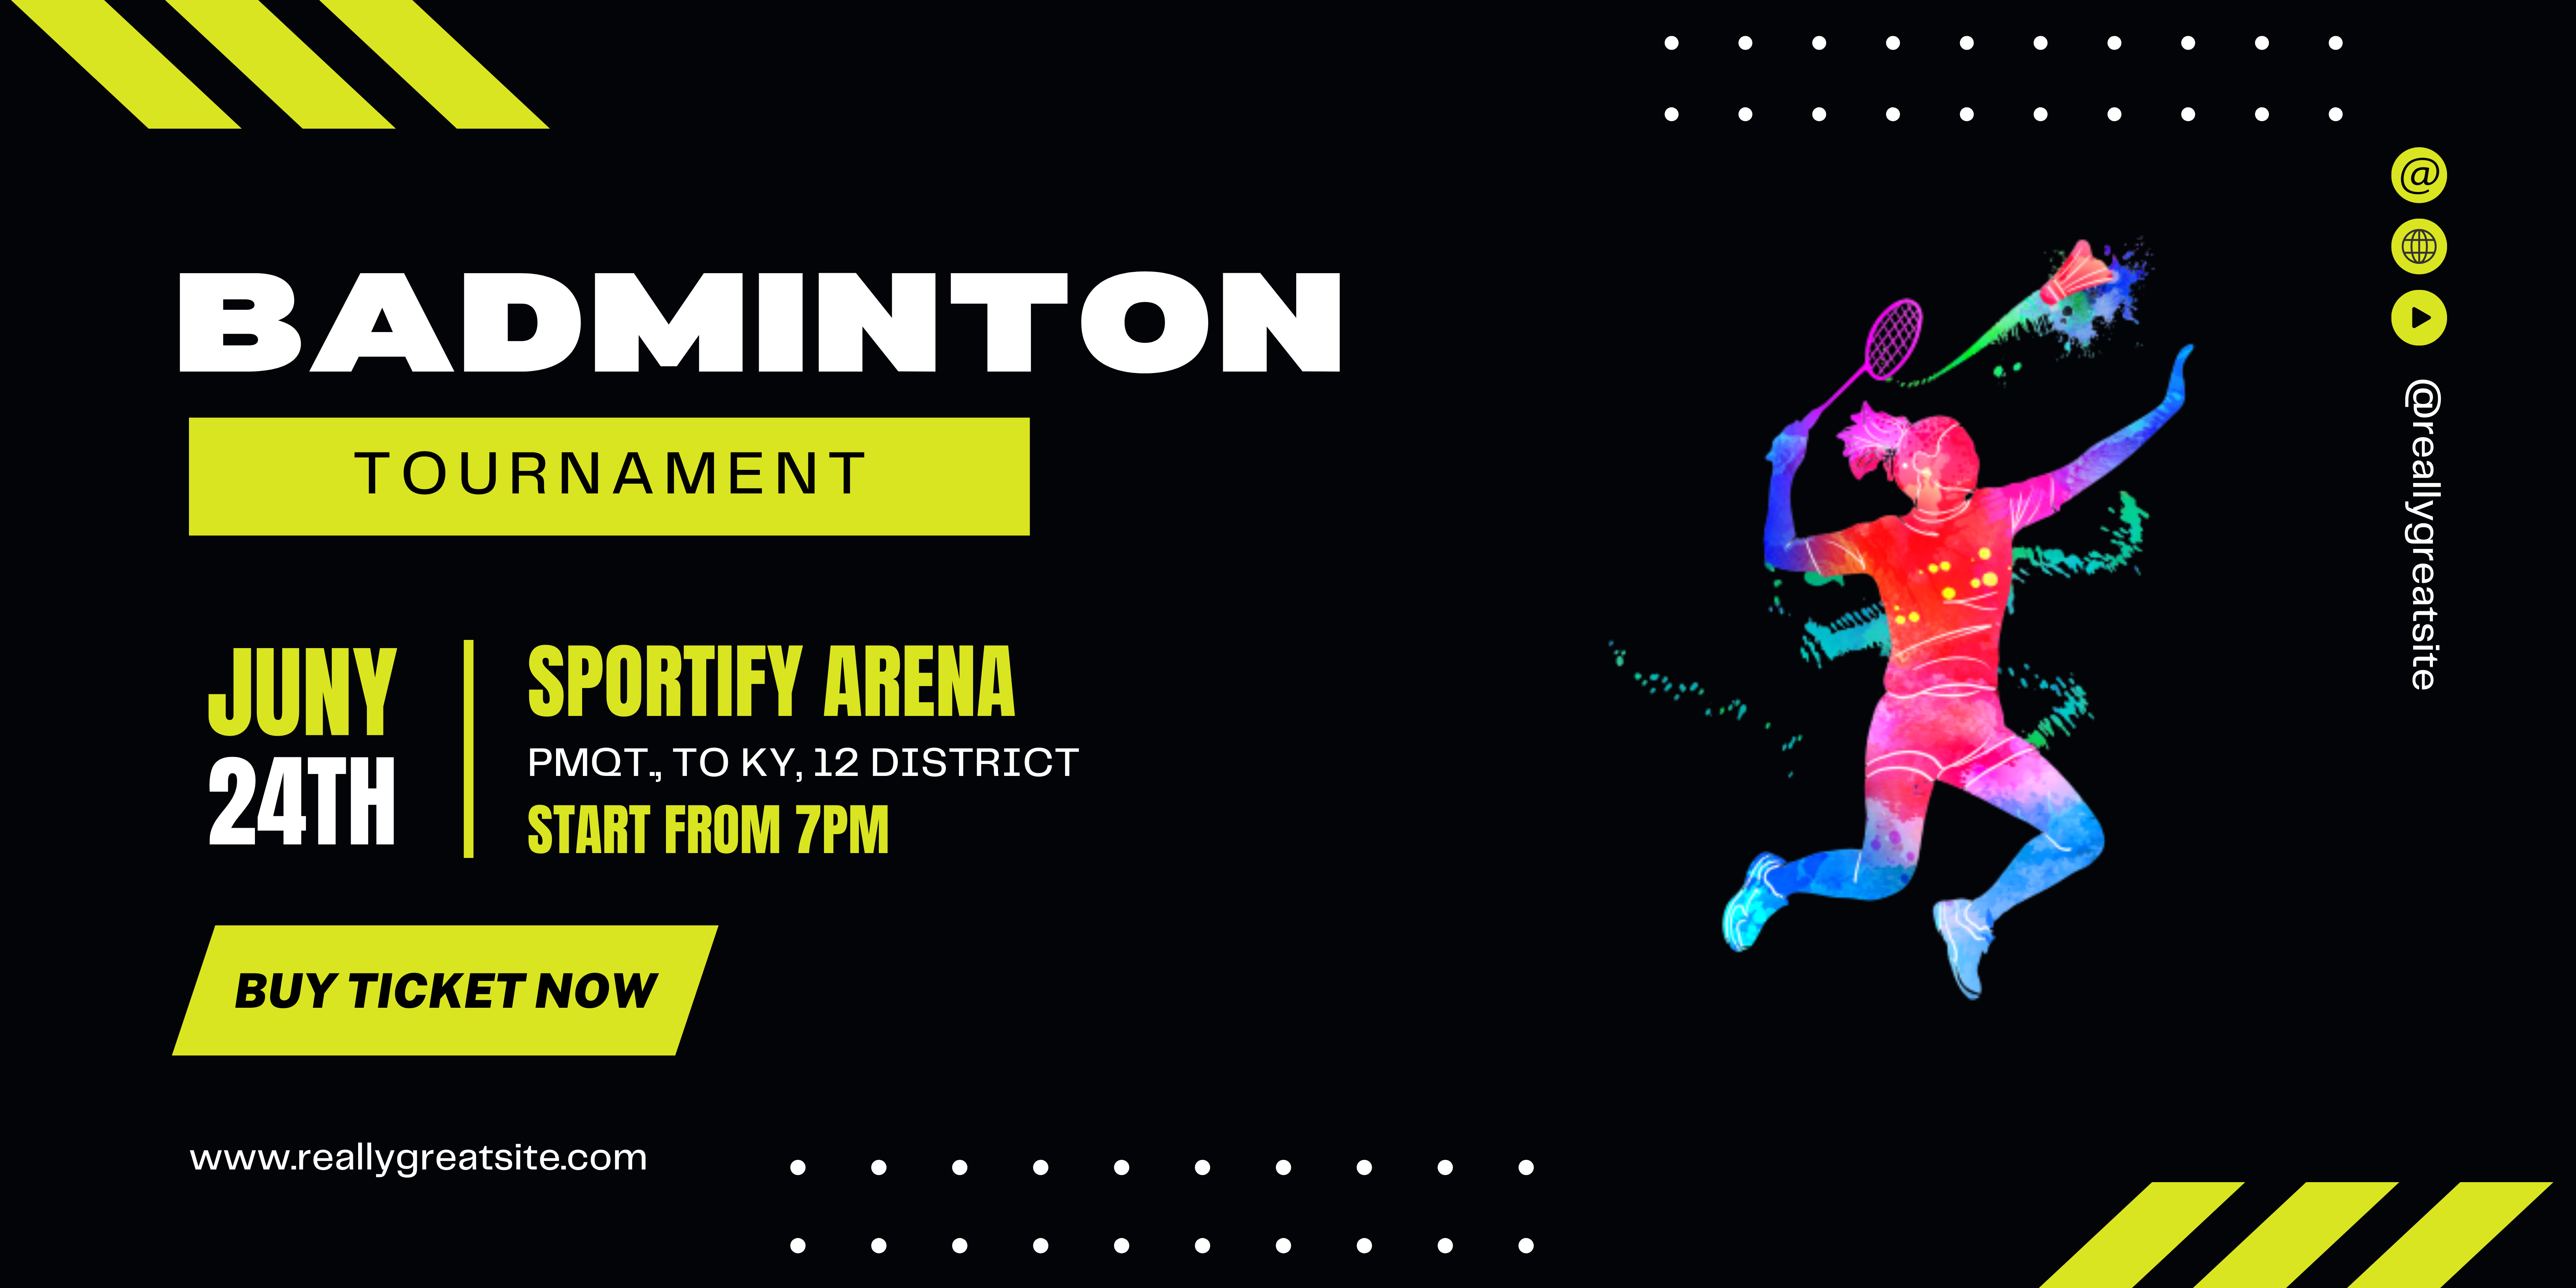 BADMINTON
TOURNAMENT
JUNY
24TH
SPORTIFY ARENA
PMQT., TO KY, 12 DISTRICT
START FROM 7PM
BUY TICKET NOW
www.reallygreatsite.com
@
@reallygreatsite